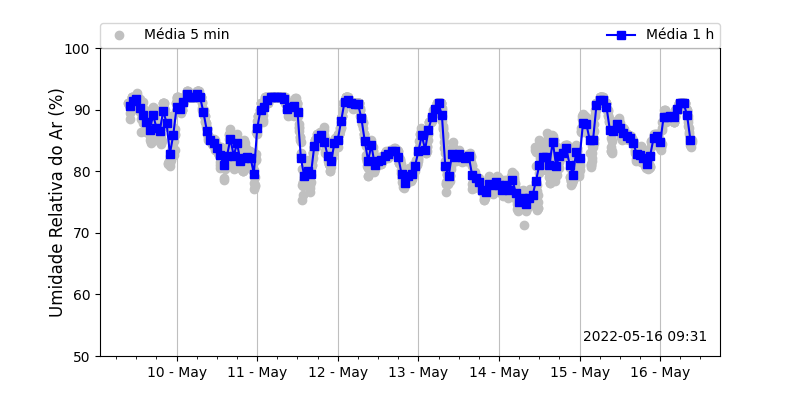 Média 5 min
Média 1 h
100
90
80
70
60
50
Umidade Relativa do Ar (%)
2022-05-16 09:31
10 - May
11 - May
12 - May
13 - May
14 - May
15 - May
16 - May